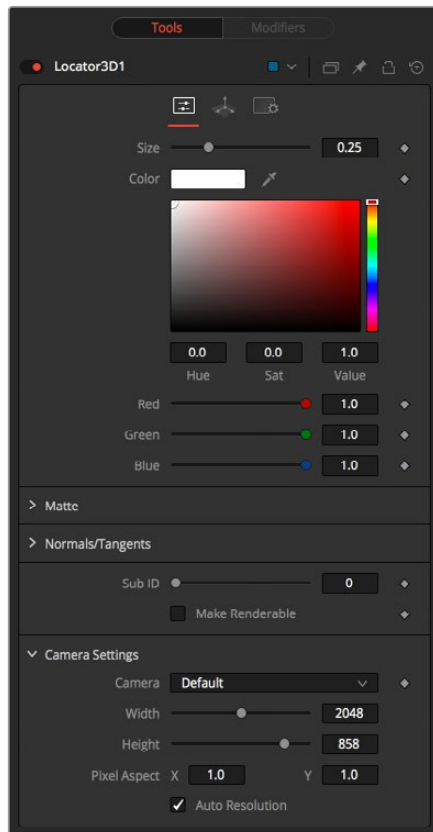 Tools Modifiers
Locator3D1
Size 0.25
Color
0.0 0.0 1.0
Hue Sat Value
Red 1.0
Green 1.0
Blue 1.0
Matte
Normals/Tangents
Sub ID 0
Make Renderable
Camera Settings
Camera Default
Width 2048
Height 858
Pixel Aspect X 1.0 Y 1.0
Auto Resolution